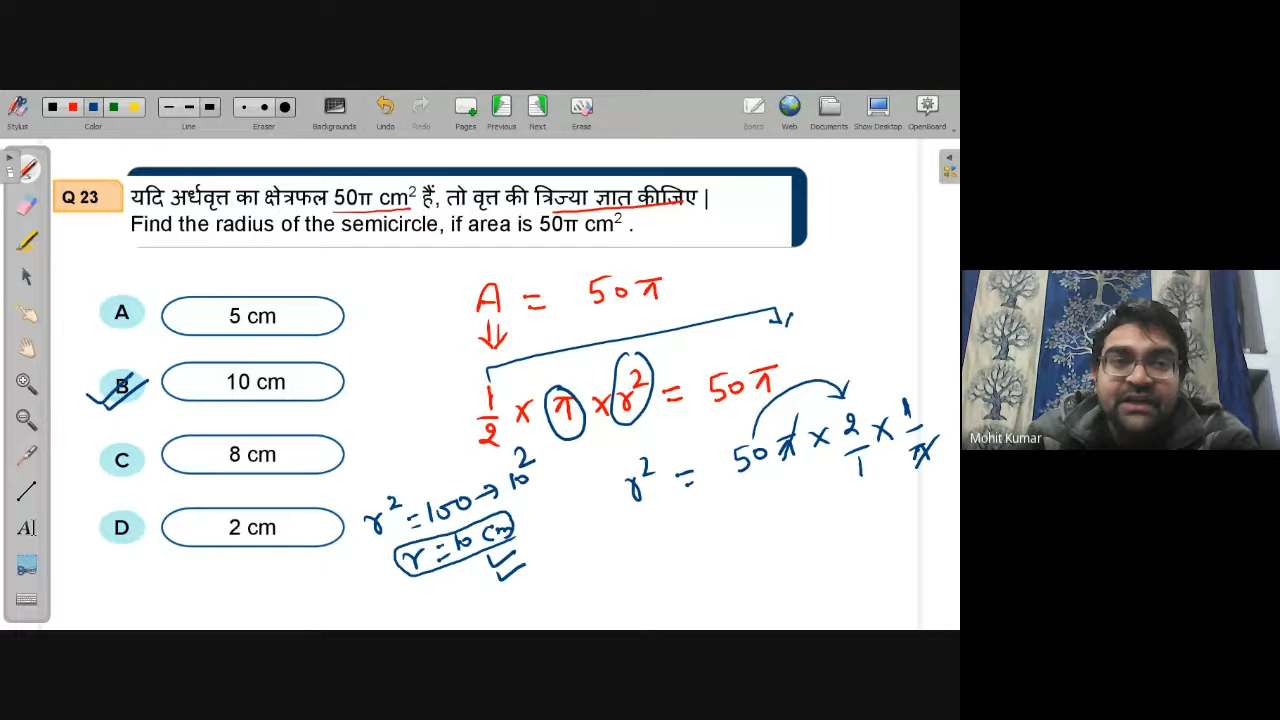 Stylus
Color
Line
Eraser
Backgrounds
Undo
Redo
Pages
Previous
Next
Erase
Board
Web
Documents
Show Desktop
OpenBoard
Q 23
यदि अर्धवृत्त का क्षेत्रफल 50π cm² हैं, तो वृत्त की त्रिज्या ज्ञात कीजिए |
Find the radius of the semicircle, if area is 50π cm² .
A 5 cm
B 10 cm
C 8 cm
D 2 cm
A = 50π
1/2 × π × r² = 50π
r² = 50π × 2/1 × 1/π
r² = 100 → 10²
r = 10 cm
Mohit Kumar